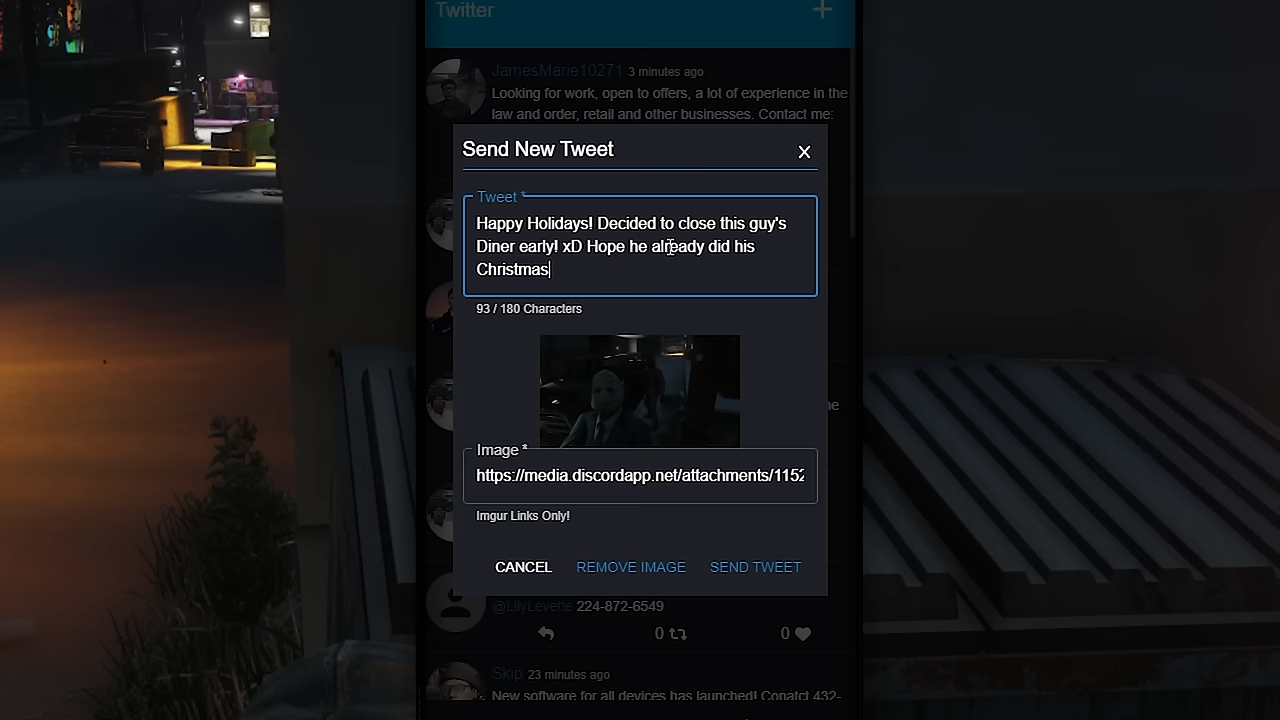 Twitter
JamesMarie10271 3 minutes ago
Looking for work, open to offers, a lot of experience in the
law and order, retail and other businesses. Contact me:
Send New Tweet
X
Tweet *
Happy Holidays! Decided to close this guy's
Diner early! xD Hope he already did his
Christmas
93 / 180 Characters
Image *
https://media.discordapp.net/attachments/1152
Imgur Links Only!
CANCEL REMOVE IMAGE SEND TWEET
@LilyLevette 224-872-6549
0 0
Skip 23 minutes ago
New software for all devices has launched! Conatct 432-